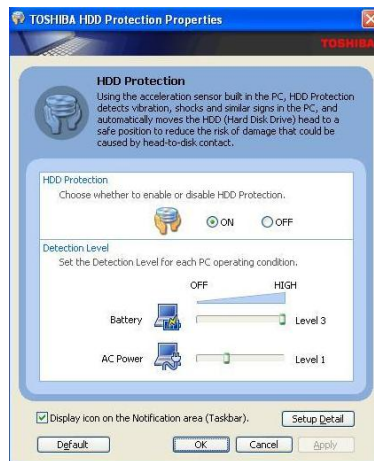 TOSHIBA HDD Protection Properties
TOSHIBA
HDD Protection
Using the acceleration sensor built in the PC, HDD Protection
detects vibration, shocks and similar signs in the PC, and
automatically moves the HDD (Hard Disk Drive) head to a
safe position to reduce the risk of damage that could be
caused by head-to-disk contact.
HDD Protection
Choose whether to enable or disable HDD Protection.
ON OFF
Detection Level
Set the Detection Level for each PC operating condition.
OFF HIGH
Battery Level 3
AC Power Level 1
Display icon on the Notification area (Taskbar). Setup Detail
Default OK Cancel Apply